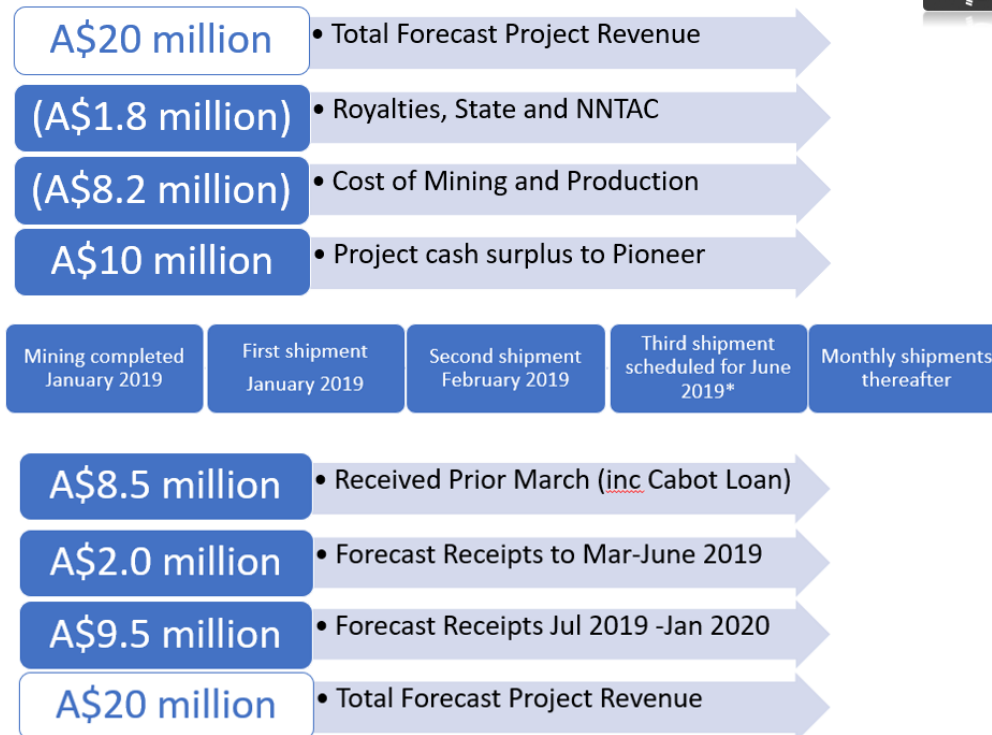 A$20 million • Total Forecast Project Revenue
(A$1.8 million) • Royalties, State and NNTAC
(A$8.2 million) • Cost of Mining and Production
A$10 million • Project cash surplus to Pioneer
Mining completed
January 2019
First shipment
January 2019
Second shipment
February 2019
Third shipment
scheduled for June
2019*
Monthly shipments
thereafter
A$8.5 million • Received Prior March (inc Cabot Loan)
A$2.0 million • Forecast Receipts to Mar-June 2019
A$9.5 million • Forecast Receipts Jul 2019 -Jan 2020
A$20 million • Total Forecast Project Revenue